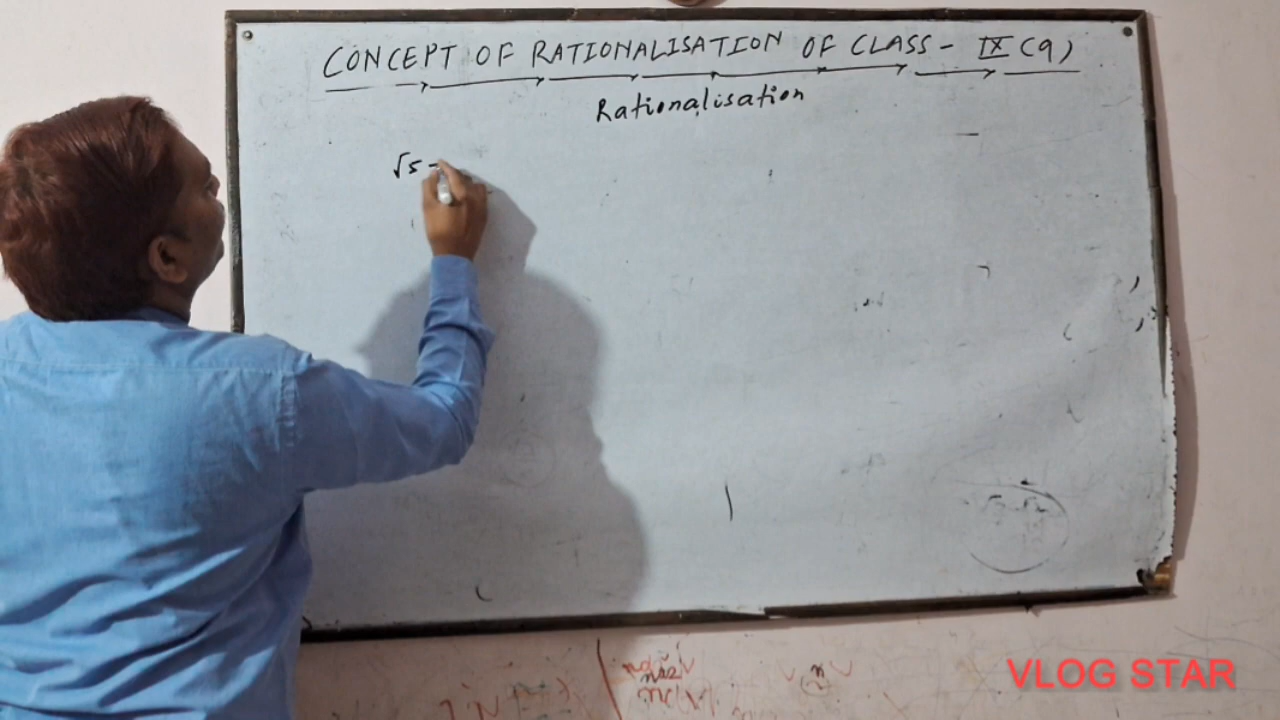 CONCEPT OF RATIONALISATION OF CLASS - IX (9)
Rationalisation
√5 -
VLOG STAR